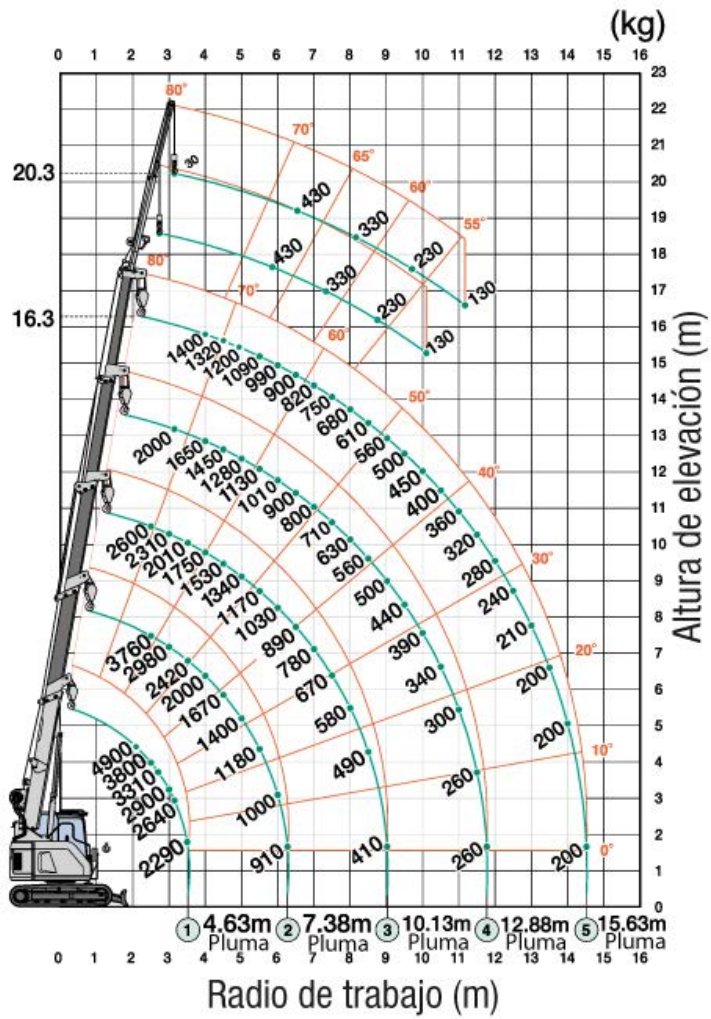 (kg)
0 1 2 3 4 5 6 7 8 9 10 11 12 13 14 15 16
23
22
21
20
19
18
17
16
15
14
13
12
11
10
9
8
7
6
5
4
3
2
1
0
Altura de elevación (m)
20.3
16.3
80° 70° 65° 60° 55°
30 430 330 230 130
430 330 230 130
80° 70° 60° 50° 40° 30° 20° 10° 0°
1400 1320 1200 1090 990 900 820 750 680 610 560 500 450 400 360 320 280 240 210 200 200 200
2000 1650 1450 1280 1130 1010 900 800 710 630 560 500 440 390 340 300 260 260
2600 2310 2010 1750 1530 1340 1170 1030 890 780 670 580 490 410
3760 2980 2420 2000 1670 1400 1180 1000 910
4900 3800 3310 2900 2640 2290
1 4.63m 2 7.38m 3 10.13m 4 12.88m 5 15.63m
Pluma Pluma Pluma Pluma Pluma
0 1 2 3 4 5 6 7 8 9 10 11 12 13 14 15 16
Radio de trabajo (m)